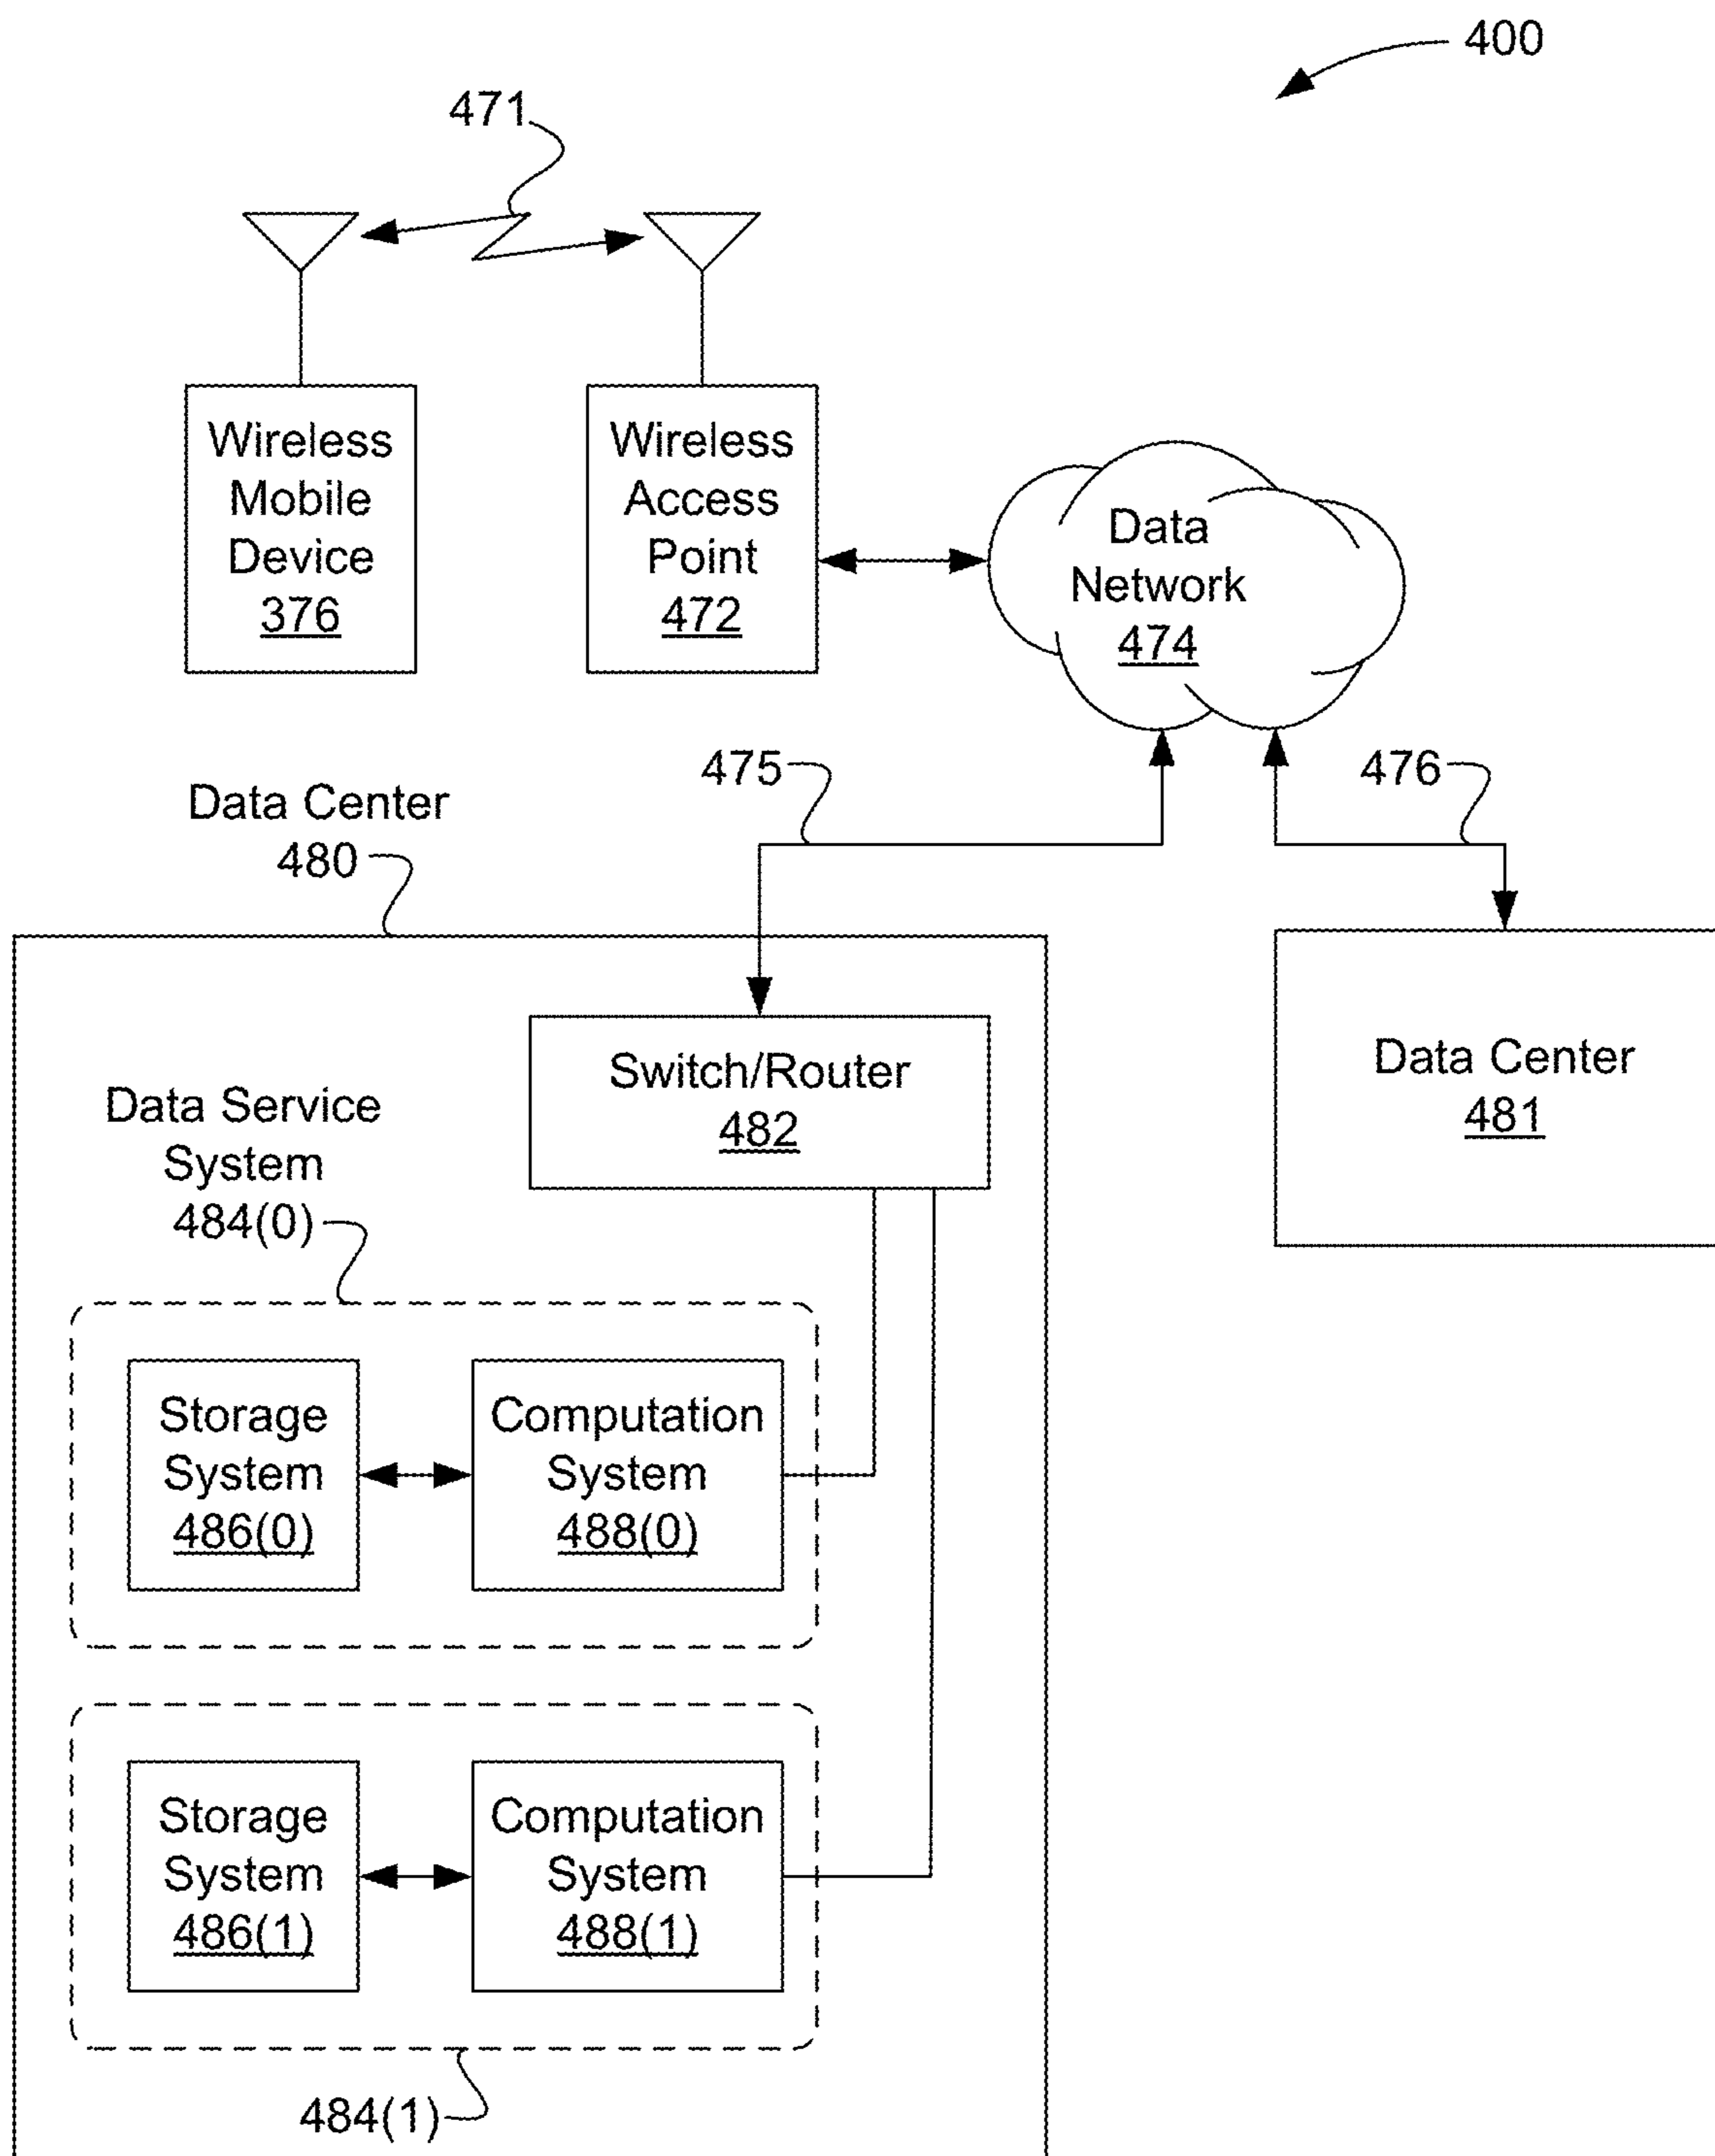 400
471
Wireless
Mobile
Device
376
Wireless
Access
Point
472
Data
Network
474
475
476
Data Center
480
Switch/Router
482
Data Center
481
Data Service
System
484(0)
Storage
System
486(0)
Computation
System
488(0)
Storage
System
486(1)
Computation
System
488(1)
484(1)